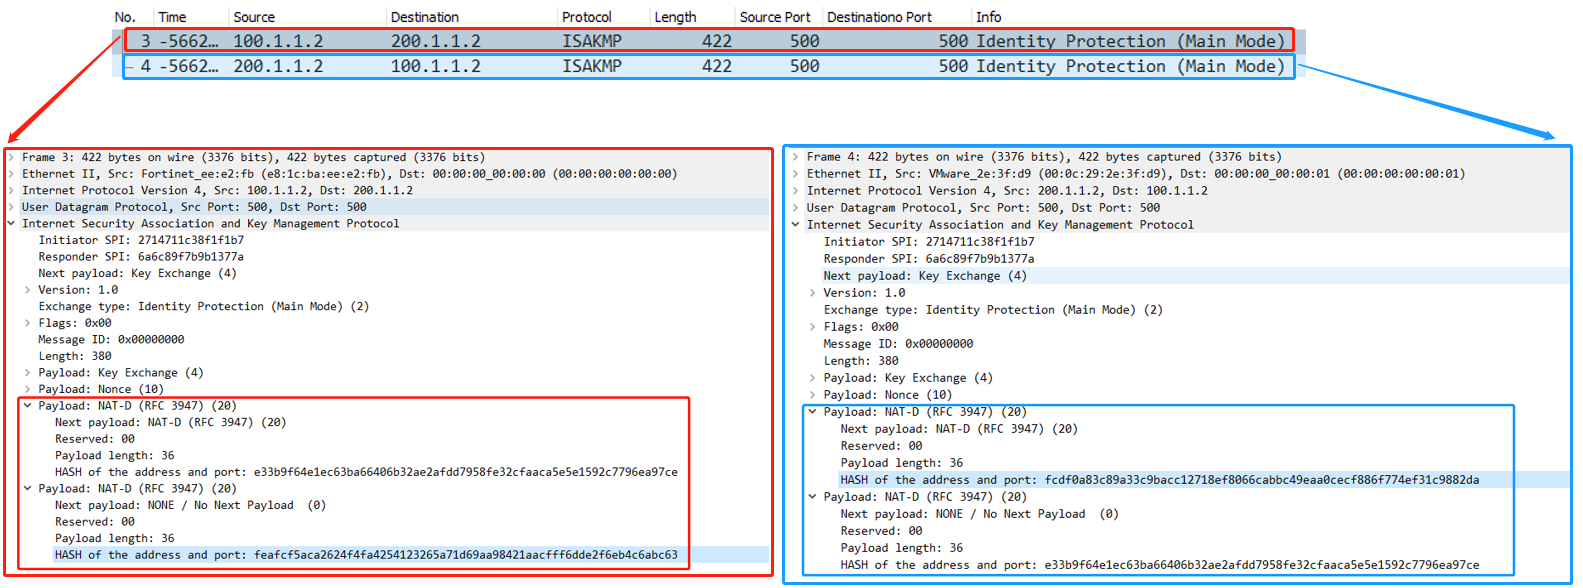 No. Time Source Destination Protocol Length Source Port Destinationo Port Info
3 -5662… 100.1.1.2 200.1.1.2 ISAKMP 422 500 500 Identity Protection (Main Mode)
4 -5662… 200.1.1.2 100.1.1.2 ISAKMP 422 500 500 Identity Protection (Main Mode)
Frame 3: 422 bytes on wire (3376 bits), 422 bytes captured (3376 bits)
Ethernet II, Src: Fortinet_ee:e2:fb (e8:1c:ba:ee:e2:fb), Dst: 00:00:00_00:00:00 (00:00:00:00:00:00)
Internet Protocol Version 4, Src: 100.1.1.2, Dst: 200.1.1.2
User Datagram Protocol, Src Port: 500, Dst Port: 500
Internet Security Association and Key Management Protocol
Initiator SPI: 2714711c38f1f1b7
Responder SPI: 6a6c89f7b9b1377a
Next payload: Key Exchange (4)
Version: 1.0
Exchange type: Identity Protection (Main Mode) (2)
Flags: 0x00
Message ID: 0x00000000
Length: 380
Payload: Key Exchange (4)
Payload: Nonce (10)
Payload: NAT-D (RFC 3947) (20)
Next payload: NAT-D (RFC 3947) (20)
Reserved: 00
Payload length: 36
HASH of the address and port: e33b9f64e1ec63ba66406b32ae2afdd7958fe32cfaaca5e5e1592c7796ea97ce
Payload: NAT-D (RFC 3947) (20)
Next payload: NONE / No Next Payload (0)
Reserved: 00
Payload length: 36
HASH of the address and port: feafcf5aca2624f4fa4254123265a71d69aa98421aacfff6dde2f6eb4c6abc63
Frame 4: 422 bytes on wire (3376 bits), 422 bytes captured (3376 bits)
Ethernet II, Src: VMware_2e:3f:d9 (00:0c:29:2e:3f:d9), Dst: 00:00:00_00:00:01 (00:00:00:00:00:01)
Internet Protocol Version 4, Src: 200.1.1.2, Dst: 100.1.1.2
User Datagram Protocol, Src Port: 500, Dst Port: 500
Internet Security Association and Key Management Protocol
Initiator SPI: 2714711c38f1f1b7
Responder SPI: 6a6c89f7b9b1377a
Next payload: Key Exchange (4)
Version: 1.0
Exchange type: Identity Protection (Main Mode) (2)
Flags: 0x00
Message ID: 0x00000000
Length: 380
Payload: Key Exchange (4)
Payload: Nonce (10)
Payload: NAT-D (RFC 3947) (20)
Next payload: NAT-D (RFC 3947) (20)
Reserved: 00
Payload length: 36
HASH of the address and port: fcdf0a83c89a33c9bacc12718ef8066cabbc49eaa0cecf886f774ef31c9882da
Payload: NAT-D (RFC 3947) (20)
Next payload: NONE / No Next Payload (0)
Reserved: 00
Payload length: 36
HASH of the address and port: e33b9f64e1ec63ba66406b32ae2afdd7958fe32cfaaca5e5e1592c7796ea97ce